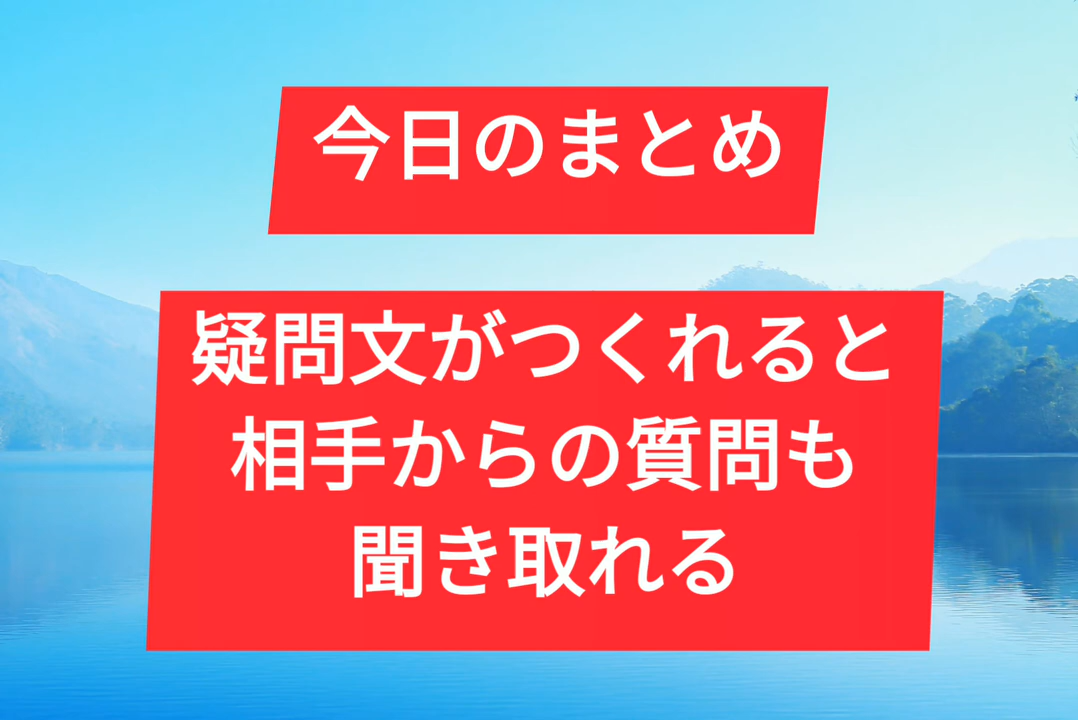 今日のまとめ
疑問文がつくれると
相手からの質問も
聞き取れる